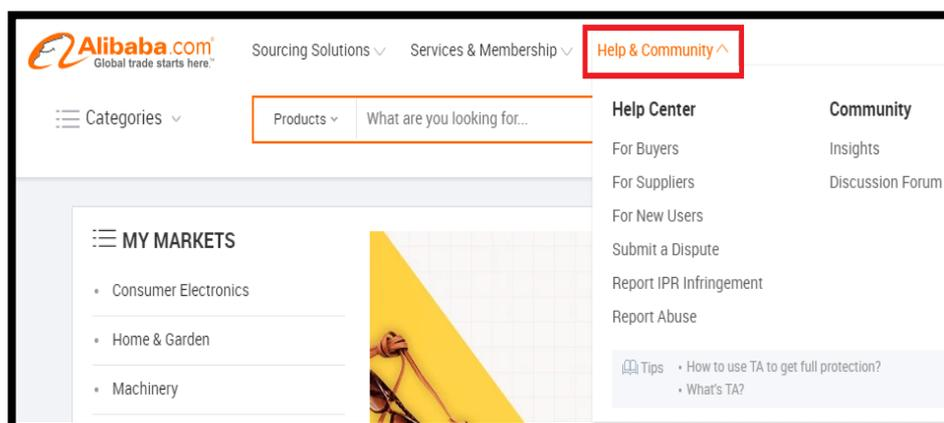 Alibaba.com
Global trade starts here.™
Sourcing Solutions
Services & Membership
Help & Community
Categories
Products
What are you looking for...
Help Center
For Buyers
For Suppliers
For New Users
Submit a Dispute
Report IPR Infringement
Report Abuse
Community
Insights
Discussion Forum
Tips
• How to use TA to get full protection?
• What's TA?
MY MARKETS
• Consumer Electronics
• Home & Garden
• Machinery